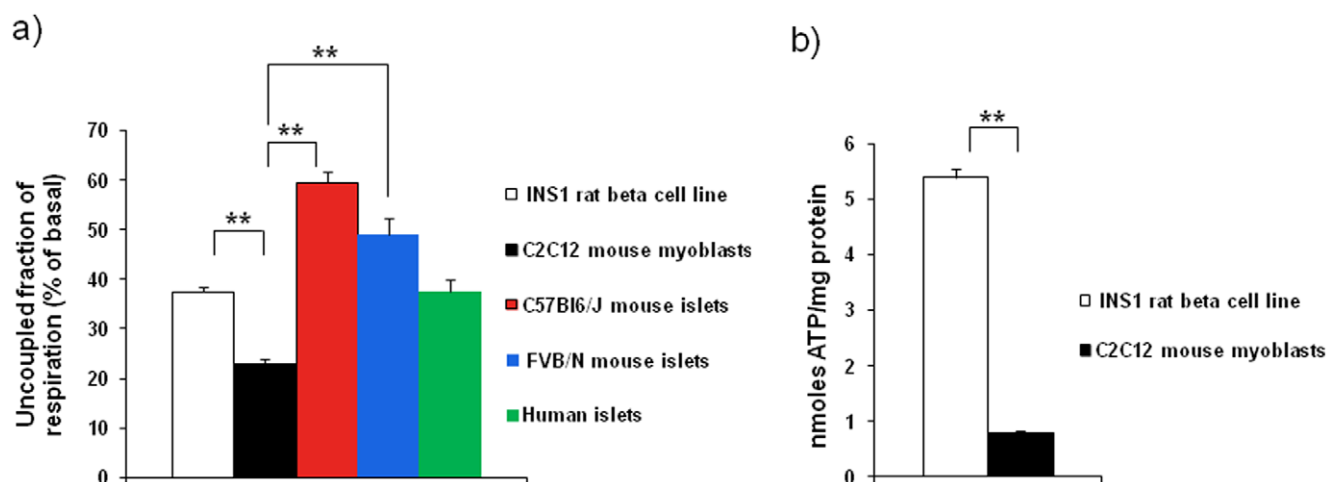 a)
**
**
**
Uncoupled fraction of
respiration (% of basal)
70
60
50
40
30
20
10
0
INS1 rat beta cell line
C2C12 mouse myoblasts
C57Bl6/J mouse islets
FVB/N mouse islets
Human islets
b)
**
nmoles ATP/mg protein
6
5
4
3
2
1
0
INS1 rat beta cell line
C2C12 mouse myoblasts